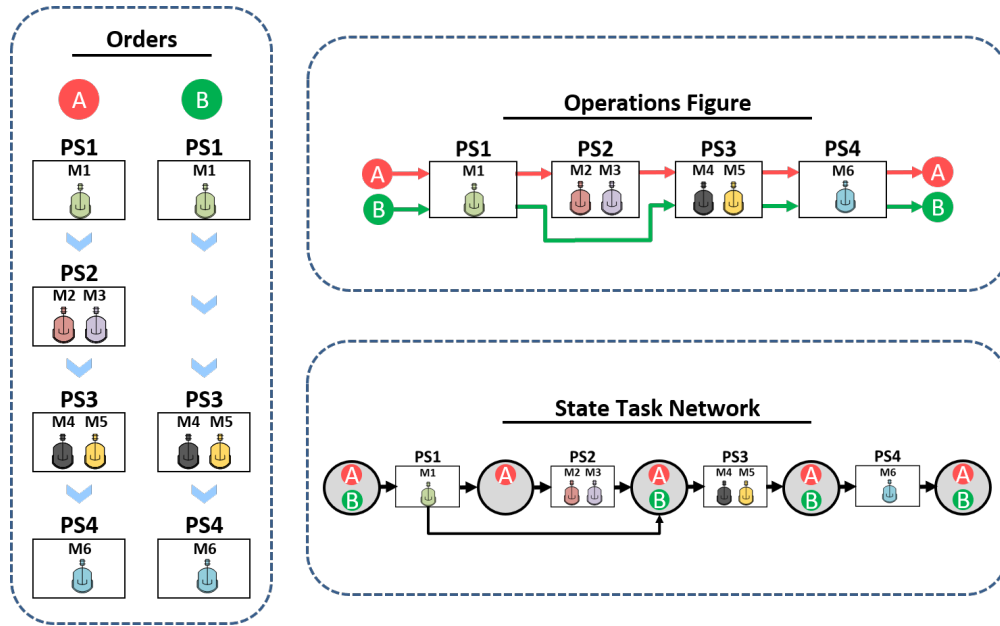 Orders
A B
PS1 PS1
M1 M1
PS2
M2 M3
PS3 PS3
M4 M5 M4 M5
PS4 PS4
M6 M6
Operations Figure
PS1 PS2 PS3 PS4
M1 M2 M3 M4 M5 M6
A A
B B
State Task Network
PS1 PS2 PS3 PS4
M1 M2 M3 M4 M5 M6
A A A A A
B B B B